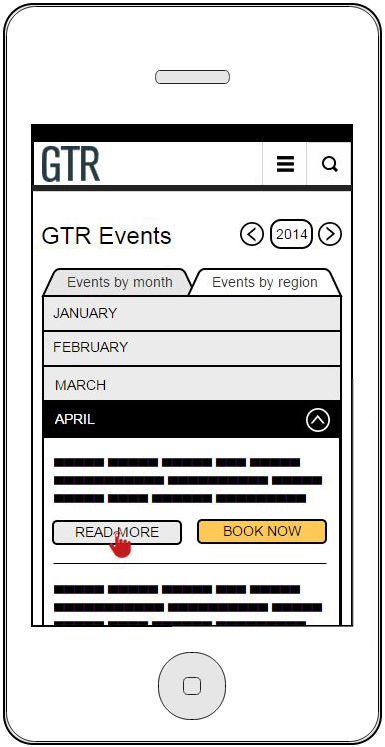 GTR
GTR Events
2014
Events by month
Events by region
JANUARY
FEBRUARY
MARCH
APRIL
READ MORE
BOOK NOW